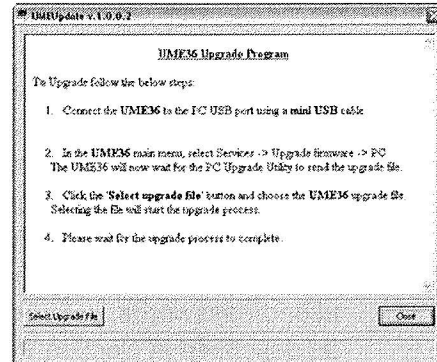 UMEUpdate v.1.0.0.2
UME36 Upgrade Program
To Upgrade follow the below steps:
1. Connect the UME36 to the PC USB port using a mini USB cable
2. In the UME36 main menu, select Services -> Upgrade firmware -> PC
The UME36 will now wait for the PC Upgrade Utility to send the upgrade file.
3. Click the 'Select upgrade file' button and choose the UME36 upgrade file.
Selecting the file will start the upgrade process.
4. Please wait for the upgrade process to complete.
Select Upgrade File
Close